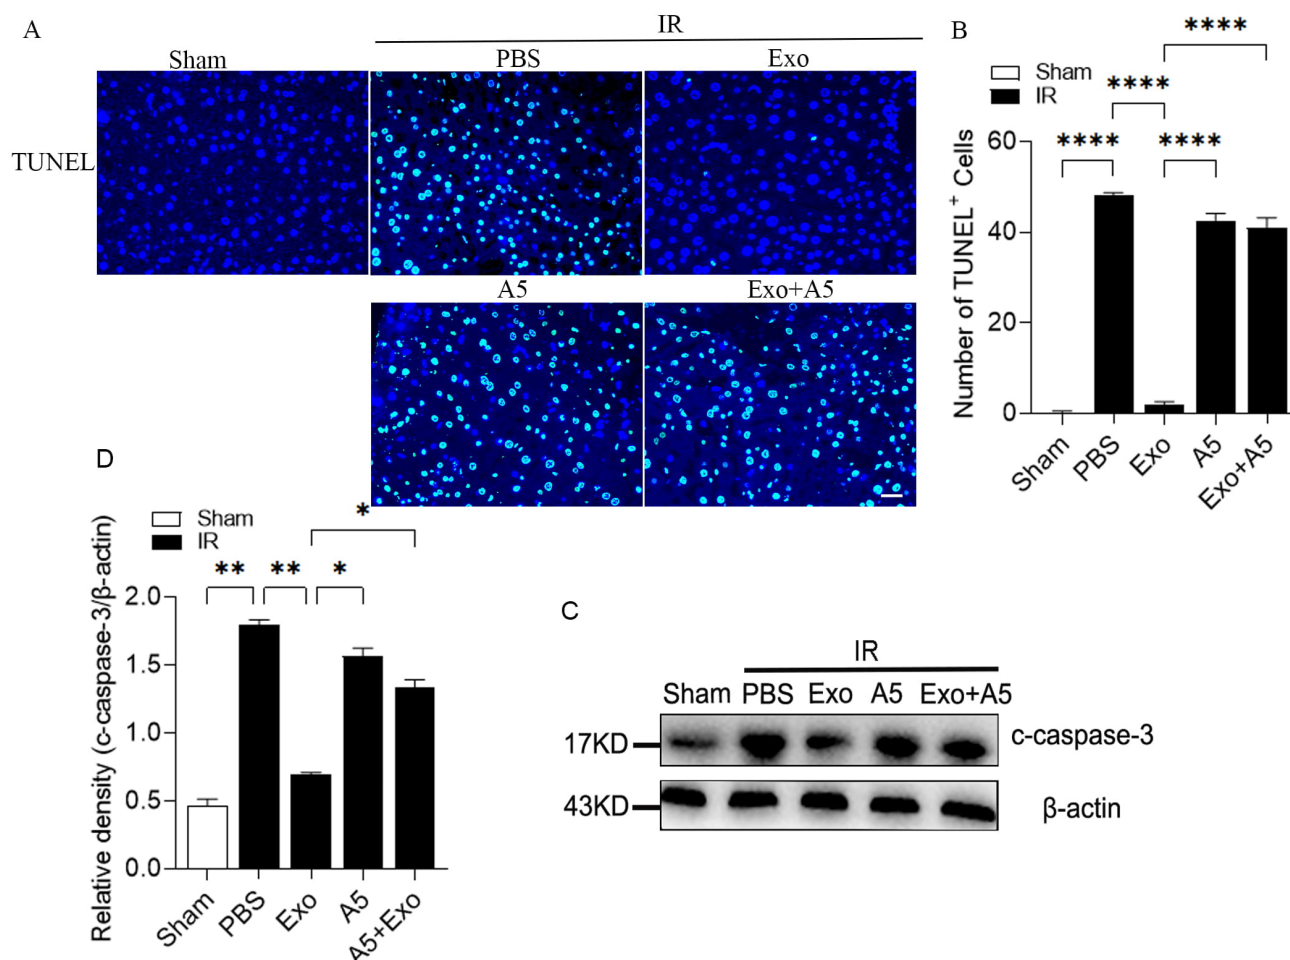 A
IR
Sham
PBS
Exo
TUNEL
A5
Exo+A5
B
****
Sham
IR
****
****
****
Number of TUNEL+ Cells
60
40
20
0
Sham
PBS
Exo
A5
Exo+A5
D
Sham
IR
*
**
**
*
Relative density (c-caspase-3/β-actin)
2.0
1.5
1.0
0.5
0.0
Sham
PBS
Exo
A5
A5+Exo
C
IR
Sham PBS Exo A5 Exo+A5
17KD
c-caspase-3
43KD
β-actin